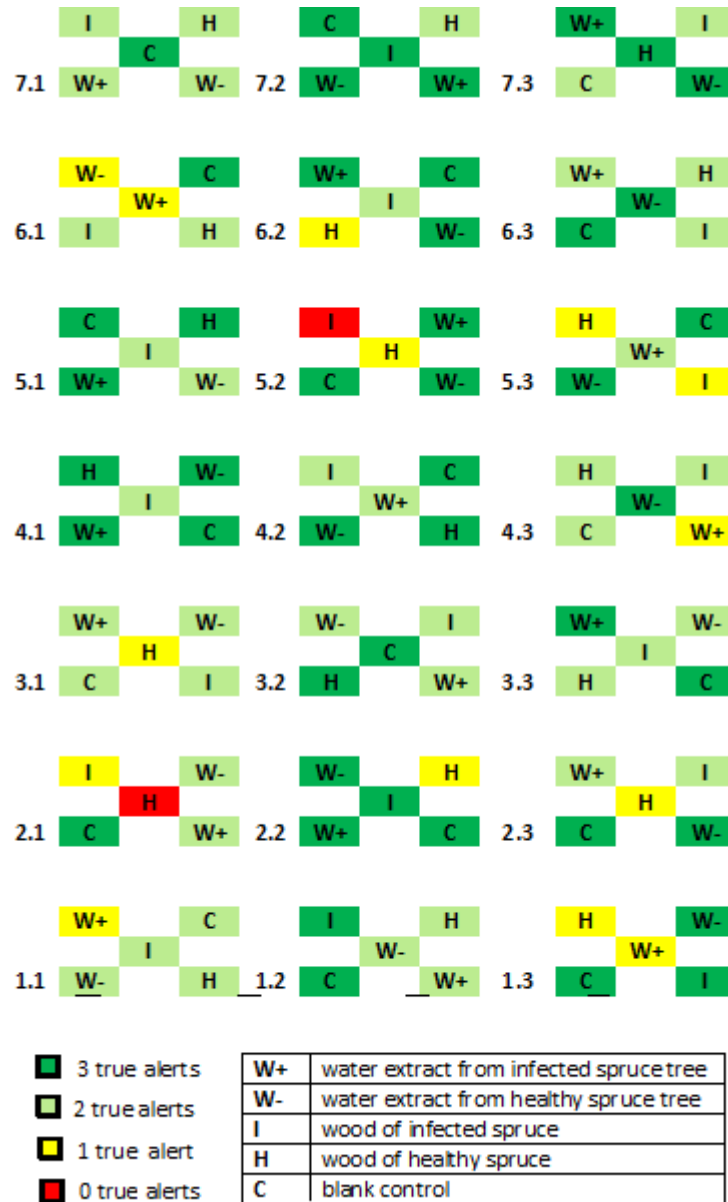 I H C H W+ I
C I H
7.1 W+ W- 7.2 W- W+ 7.3 C W-
W- C W+ C W+ H
W+ I W-
6.1 I H 6.2 H W- 6.3 C I
C H I W+ H C
I H W+
5.1 W+ W- 5.2 C W- 5.3 W- I
H W- I C H I
I W+ W-
4.1 W+ C 4.2 W- H 4.3 C W+
W+ W- W- I W+ W-
H C I
3.1 C I 3.2 H W+ 3.3 H C
I W- W- H W+ I
H I H
2.1 C W+ 2.2 W+ C 2.3 C W-
W+ C I H H W-
I W- W+
1.1 W- H 1.2 C W+ 1.3 C I
3 true alerts
2 true alerts
1 true alert
0 true alerts
W+ water extract from infected spruce tree
W- water extract from healthy spruce tree
I wood of infected spruce
H wood of healthy spruce
C blank control